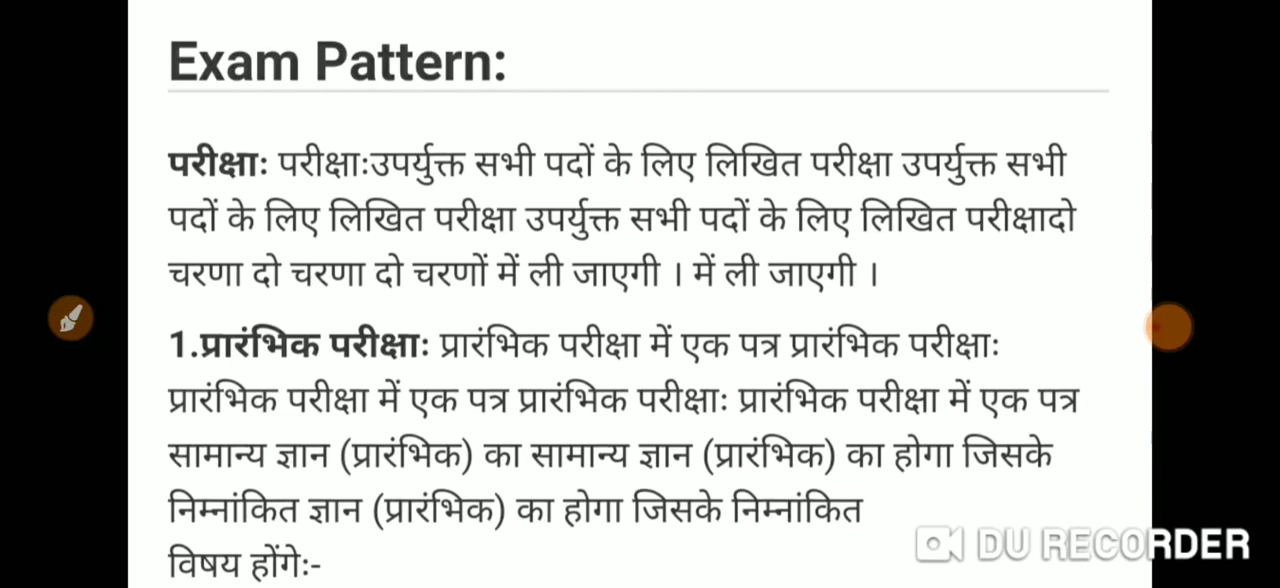 Exam Pattern:
परीक्षाः परीक्षाःउपर्युक्त सभी पदों के लिए लिखित परीक्षा उपर्युक्त सभी
पदों के लिए लिखित परीक्षा उपर्युक्त सभी पदों के लिए लिखित परीक्षादो
चरणा दो चरणा दो चरणों में ली जाएगी । में ली जाएगी ।
1.प्रारंभिक परीक्षाः प्रारंभिक परीक्षा में एक पत्र प्रारंभिक परीक्षाः
प्रारंभिक परीक्षा में एक पत्र प्रारंभिक परीक्षाः प्रारंभिक परीक्षा में एक पत्र
सामान्य ज्ञान (प्रारंभिक) का सामान्य ज्ञान (प्रारंभिक) का होगा जिसके
निम्नांकित ज्ञान (प्रारंभिक) का होगा जिसके निम्नांकित
विषय होंगेः-
DU RECORDER